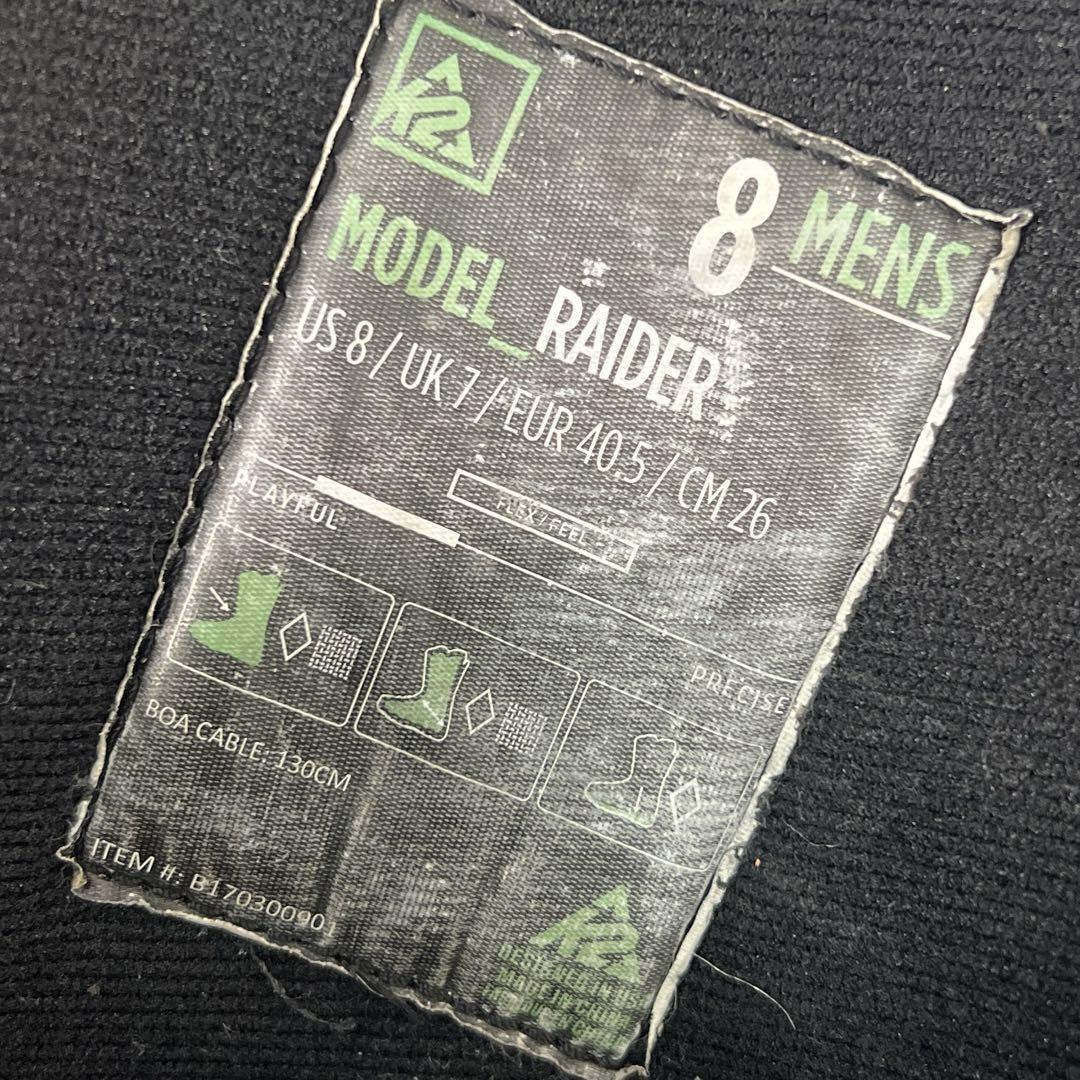 K2
8 MENS
MODEL_RAIDER
US 8 / UK 7 / EUR 40.5 / CM 26
FLEX / FEEL
PLAYFUL
PRECISE
BOA CABLE: 130CM
ITEM #: B17030090
K2